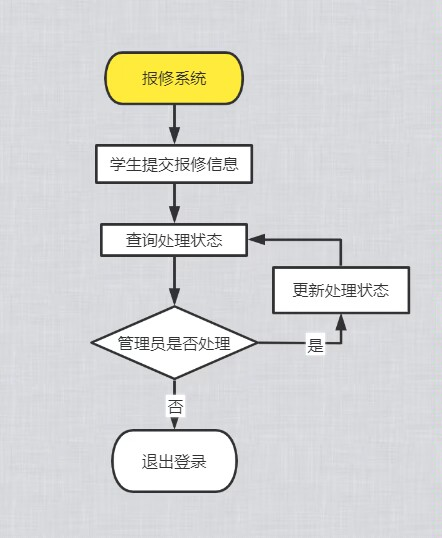 报修系统
学生提交报修信息
查询处理状态
更新处理状态
管理员是否处理
是
否
退出登录